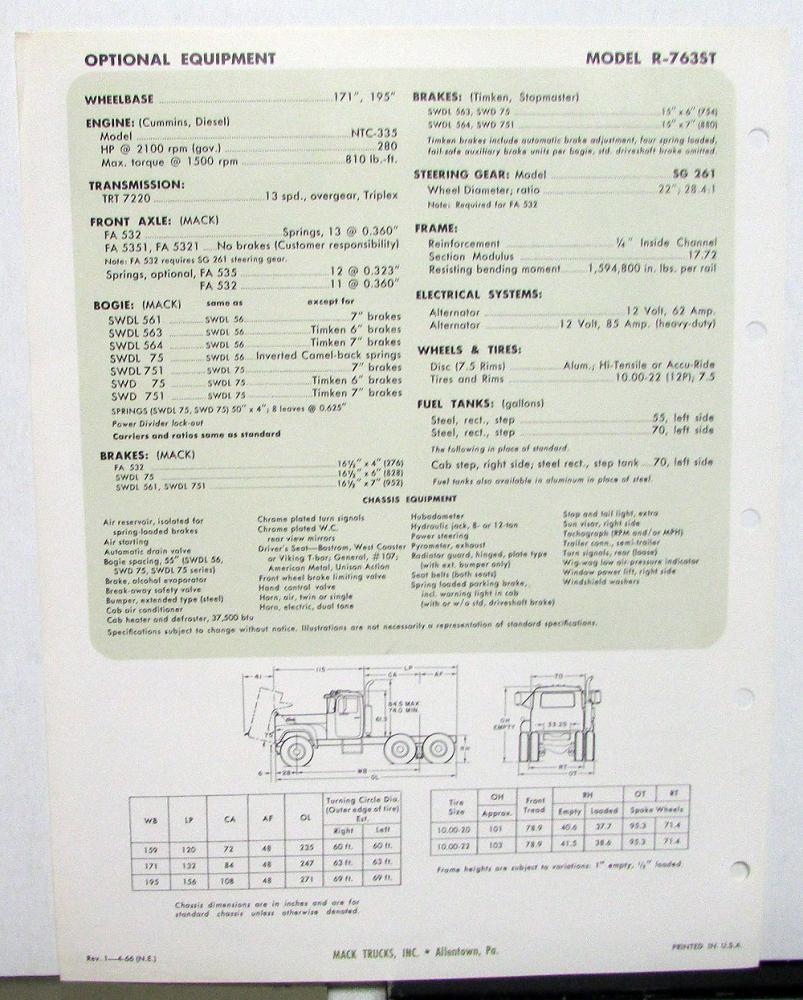 OPTIONAL EQUIPMENT
MODEL R-763ST
WHEELBASE 171", 195"
ENGINE: (Cummins, Diesel)
Model NTC-335
HP @ 2100 rpm (gov.) 280
Max. torque @ 1500 rpm 810 lb.-ft.
TRANSMISSION:
TRT 7220 13 spd., overgear, Triplex
FRONT AXLE: (MACK)
FA 532 Springs, 13 @ 0.360"
FA 5351, FA 5321 No brakes (Customer responsibility)
Note: FA 532 requires SG 261 steering gear.
Springs, optional, FA 535 12 @ 0.323"
FA 532 11 @ 0.360"
BOGIE: (MACK) same as except for
SWDL 561 SWDL 56 7" brakes
SWDL 563 SWDL 56 Timken 6" brakes
SWDL 564 SWDL 56 Timken 7" brakes
SWDL 75 SWDL 56 Inverted Camel-back springs
SWDL 751 SWDL 75 7" brakes
SWD 75 SWDL 75 Timken 6" brakes
SWD 751 SWDL 75 Timken 7" brakes
SPRINGS (SWDL 75, SWD 75) 50" x 4"; 8 leaves @ 0.625"
Power Divider lock-out
Carriers and ratios same as standard
BRAKES: (MACK)
FA 532 16½" x 4" (276)
SWDL 75 16½" x 6" (828)
SWDL 561, SWDL 751 16½" x 7" (952)
BRAKES: (Timken, Stopmaster)
SWDL 563, SWD 75 15" x 6" (754)
SWDL 564, SWD 751 15" x 7" (880)
Timken brakes include automatic brake adjustment, four spring loaded,
fail-safe auxiliary brake units per bogie, std. driveshaft brake omitted.
STEERING GEAR: Model SG 261
Wheel Diameter; ratio 22"; 28.4:1
Note: Required for FA 532
FRAME:
Reinforcement ¼" Inside Channel
Section Modulus 17.72
Resisting bending moment 1,594,800 in. lbs. per rail
ELECTRICAL SYSTEMS:
Alternator 12 Volt, 62 Amp.
Alternator 12 Volt, 85 Amp. (heavy-duty)
WHEELS & TIRES:
Disc (7.5 Rims) Alum.; Hi-Tensile or Accu-Ride
Tires and Rims 10.00-22 (12P); 7.5
FUEL TANKS: (gallons)
Steel, rect., step 55, left side
Steel, rect., step 70, left side
The following in place of standard.
Cab step, right side; steel rect., step tank 70, left side
Fuel tanks also available in aluminum in place of steel.
CHASSIS EQUIPMENT
Air reservoir, isolated for
spring-loaded brakes
Air starting
Automatic drain valve
Bogie spacing, 55" (SWDL 56,
SWD 75, SWDL 75 series)
Brake, alcohol evaporator
Break-away safety valve
Bumper, extended type (steel)
Cab air conditioner
Cab heater and defroster, 37,500 btu
Chrome plated turn signals
Chrome plated W.C.
rear view mirrors
Driver's Seat—Bostrom, West Coaster
or Viking T-bar; General, #107;
American Metal, Unison Action
Front wheel brake limiting valve
Hand control valve
Horn, air, twin or single
Horn, electric, dual tone
Hubodometer
Hydraulic jack, 8- or 12-ton
Power steering
Pyrometer, exhaust
Radiator guard, hinged, plate type
(with ext. bumper only)
Seat belts (both seats)
Spring loaded parking brake,
incl. warning light in cab
(with or w/o std. driveshaft brake)
Stop and tail light, extra
Sun visor, right side
Tachograph (RPM and/or MPH)
Trailer conn., semi-trailer
Turn signals, rear (loose)
Wig-wag low air pressure indicator
Window power lift, right side
Windshield washers
Specifications subject to change without notice. Illustrations are not necessarily a representation of standard specifications.
41 115 LP
CA AF
84.5 MAX
74.0 MIN.
61.5
75
RH
6 28 WB
OL
70
OH
EMPTY
33.25
RT
OT
WB LP CA AF OL Turning Circle Dia. (Outer edge of tire) Est.
Right Left
159 120 72 48 235 60 ft. 60 ft.
171 132 84 48 247 63 ft. 63 ft.
195 156 108 48 271 69 ft. 69 ft.
Chassis dimensions are in inches and are for
standard chassis unless otherwise denoted.
Tire Size OH Approx. Front Tread RH OT RT
Empty Loaded Spoke Wheels
10.00-20 101 78.9 40.6 37.7 95.3 71.4
10.00-22 103 78.9 41.5 38.6 95.3 71.4
Frame heights are subject to variations: 1" empty, ½" loaded.
Rev. 1—4-66 (N.E.)
MACK TRUCKS, INC. • Allentown, Pa.
PRINTED IN U.S.A.